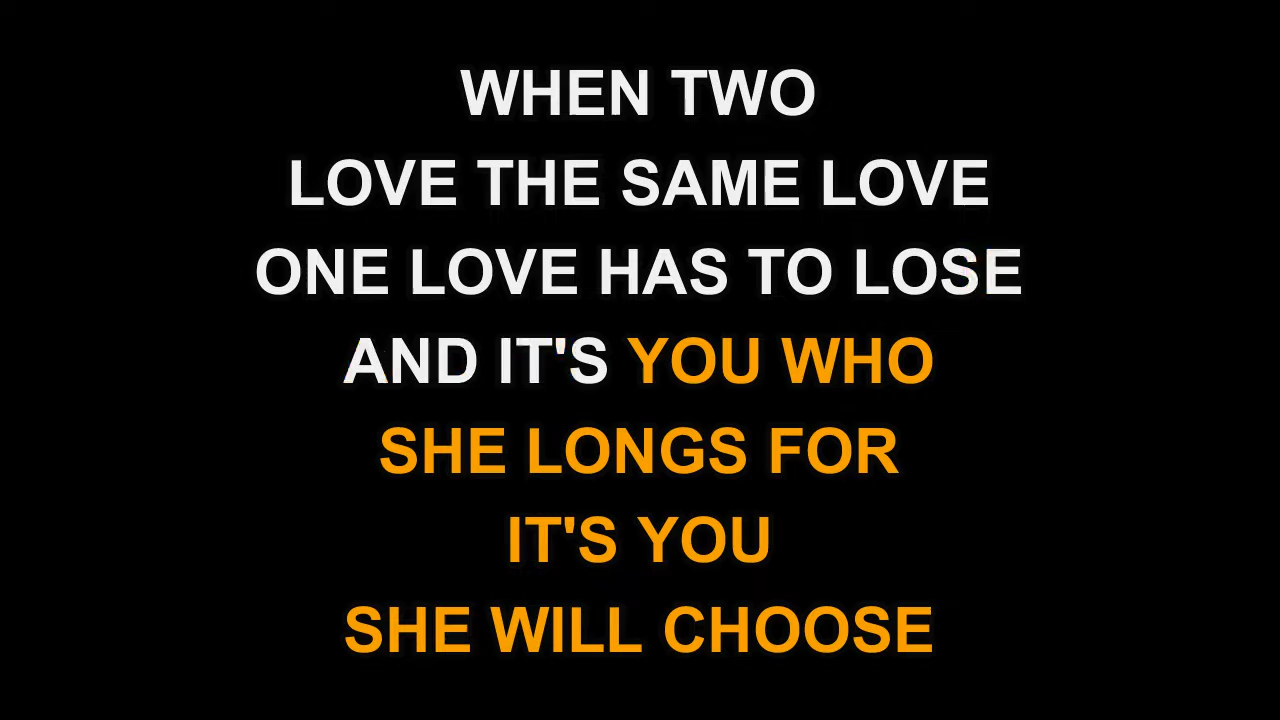 WHEN TWO
LOVE THE SAME LOVE
ONE LOVE HAS TO LOSE
AND IT'S YOU WHO
SHE LONGS FOR
IT'S YOU
SHE WILL CHOOSE